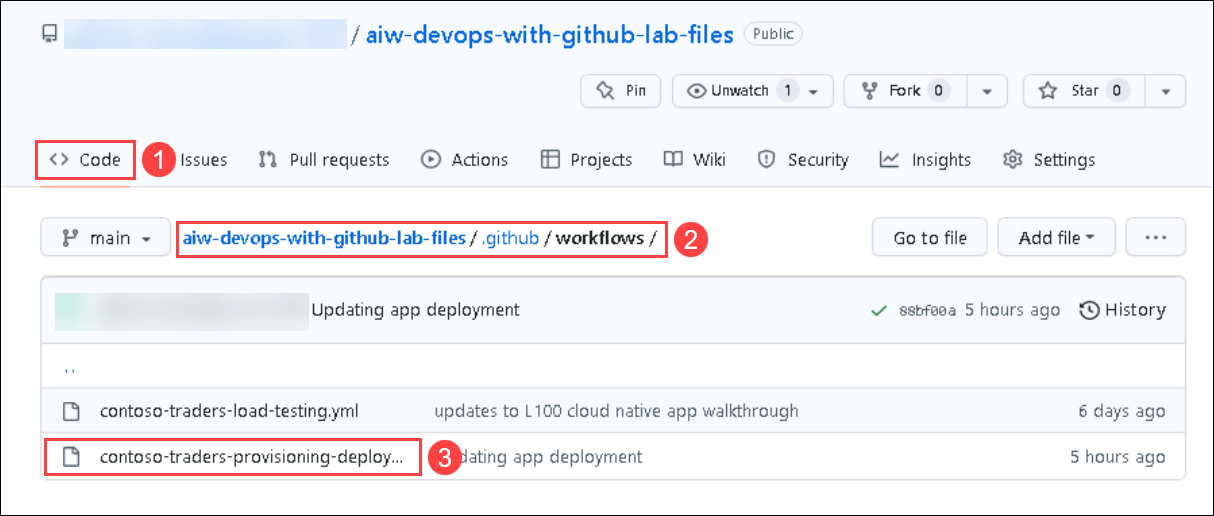 / aiw-devops-with-github-lab-files Public
Pin Unwatch 1 Fork 0 Star 0
Code 1 Issues Pull requests Actions Projects Wiki Security Insights Settings
main aiw-devops-with-github-lab-files / .github / workflows / 2 Go to file Add file ...
Updating app deployment 88bf00a 5 hours ago History
..
contoso-traders-load-testing.yml updates to L100 cloud native app walkthrough 6 days ago
contoso-traders-provisioning-deploy... 3 dating app deployment 5 hours ago